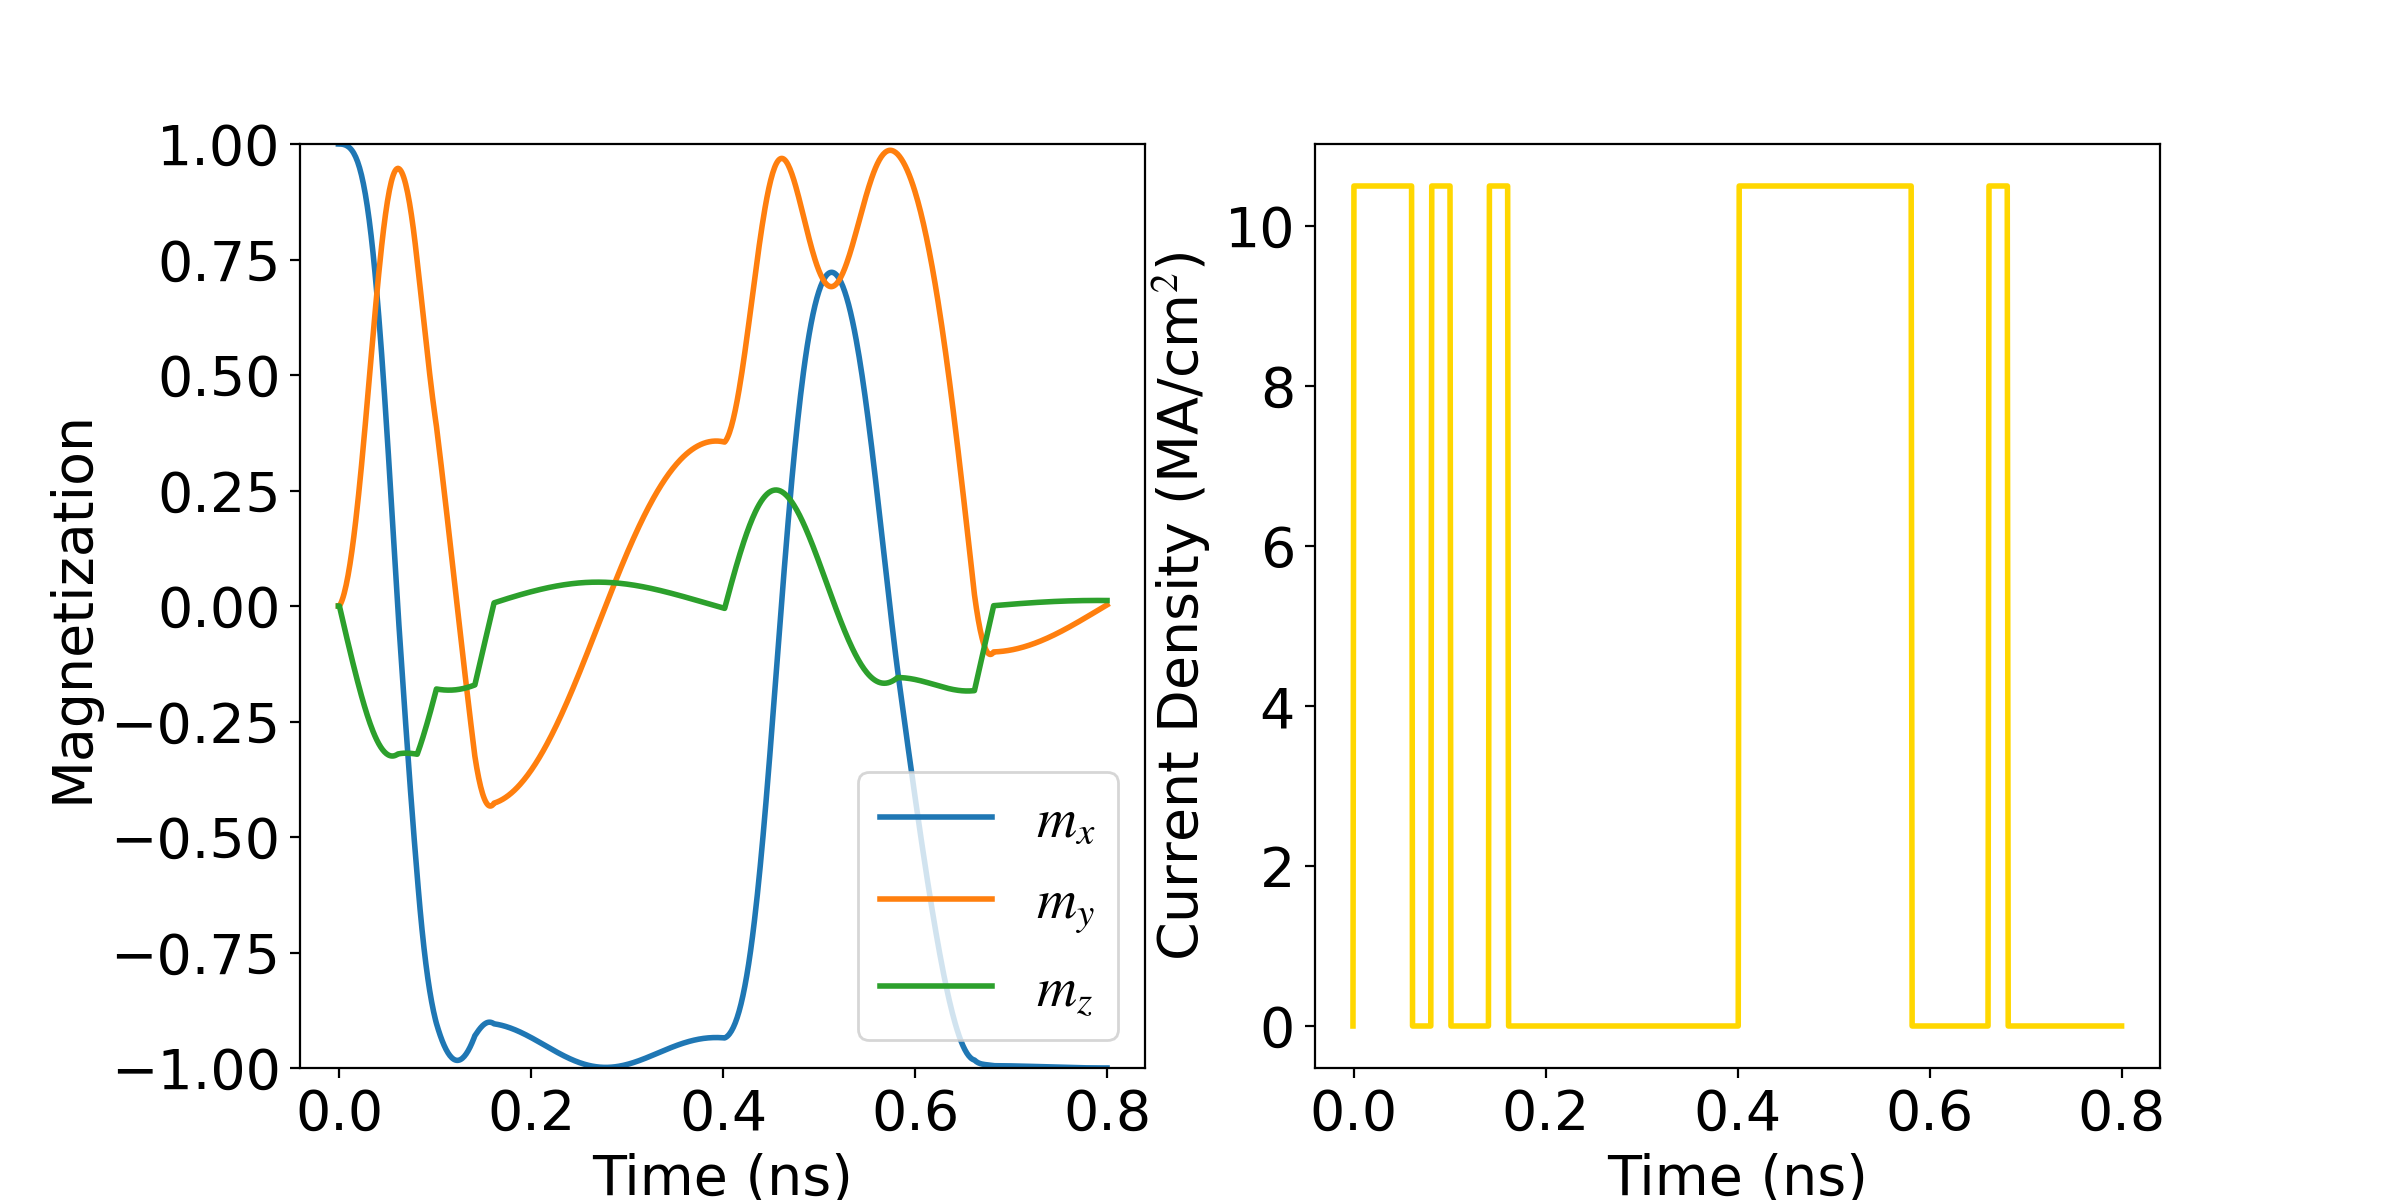 Magnetization
1.00
0.75
0.50
0.25
0.00
−0.25
−0.50
−0.75
−1.00
0.0 0.2 0.4 0.6 0.8
Time (ns)
m_x
m_y
m_z
Current Density (MA/cm²)
10
8
6
4
2
0
0.0 0.2 0.4 0.6 0.8
Time (ns)